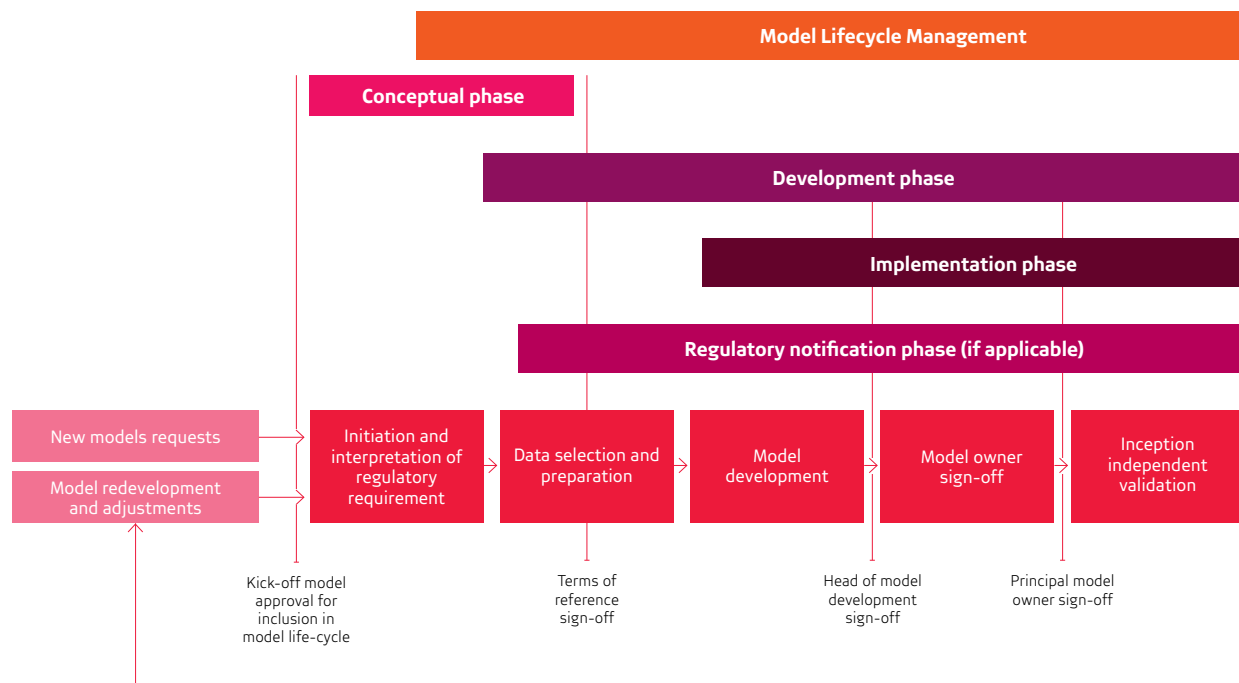 Model Lifecycle Management
Conceptual phase
Development phase
Implementation phase
Regulatory notification phase (if applicable)
New models requests
Model redevelopment
and adjustments
Initiation and
interpretation of
regulatory
requirement
Data selection and
preparation
Model
development
Model owner
sign-off
Inception
independent
validation
Kick-off model
approval for
inclusion in
model life-cycle
Terms of
reference
sign-off
Head of model
development
sign-off
Principal model
owner sign-off